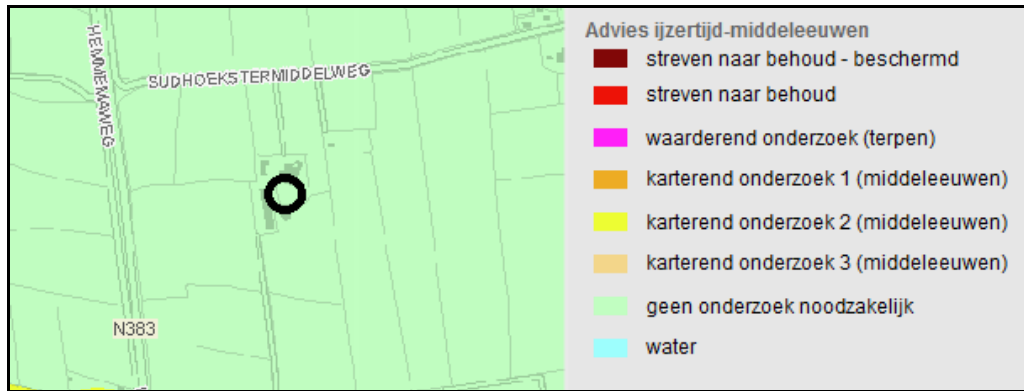 HEMMEMAWEG
SUDHOEKSTERMIDDELWEG
N383
Advies ijzertijd-middeleeuwen
streven naar behoud - beschermd
streven naar behoud
waarderend onderzoek (terpen)
karterend onderzoek 1 (middeleeuwen)
karterend onderzoek 2 (middeleeuwen)
karterend onderzoek 3 (middeleeuwen)
geen onderzoek noodzakelijk
water